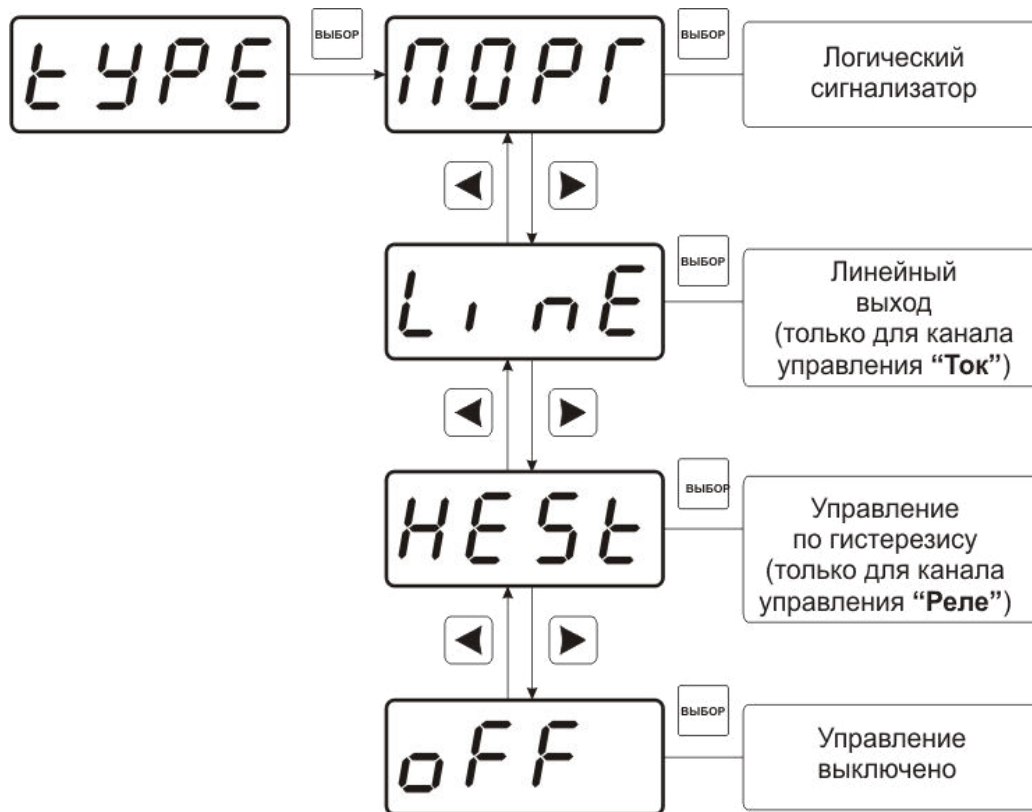 tYPE
ВЫБОР
ПОРГ
ВЫБОР
Логический
сигнализатор
LinE
ВЫБОР
Линейный
выход
(только для канала
управления “Ток”)
HESt
ВЫБОР
Управление
по гистерезису
(только для канала
управления “Реле”)
oFF
ВЫБОР
Управление
выключено